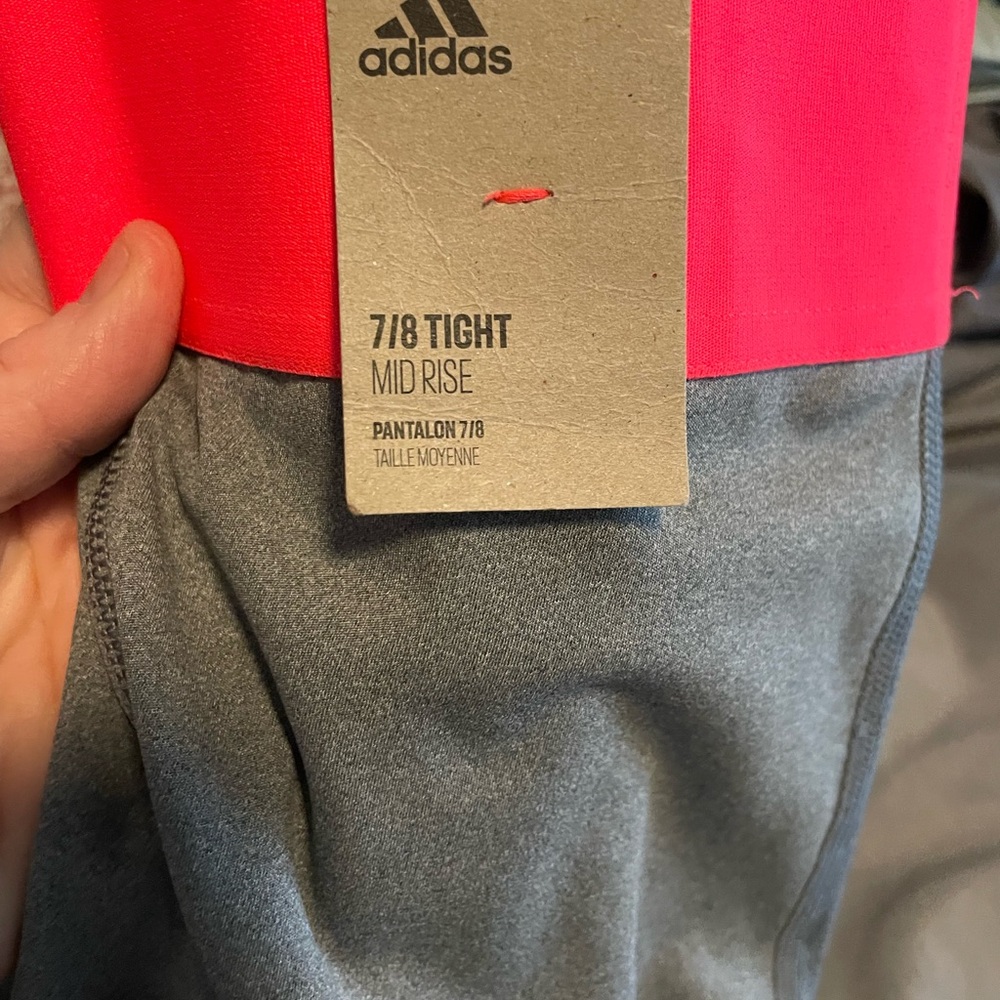 adidas
7/8 TIGHT
MID RISE
PANTALON 7/8
TAILLE MOYENNE